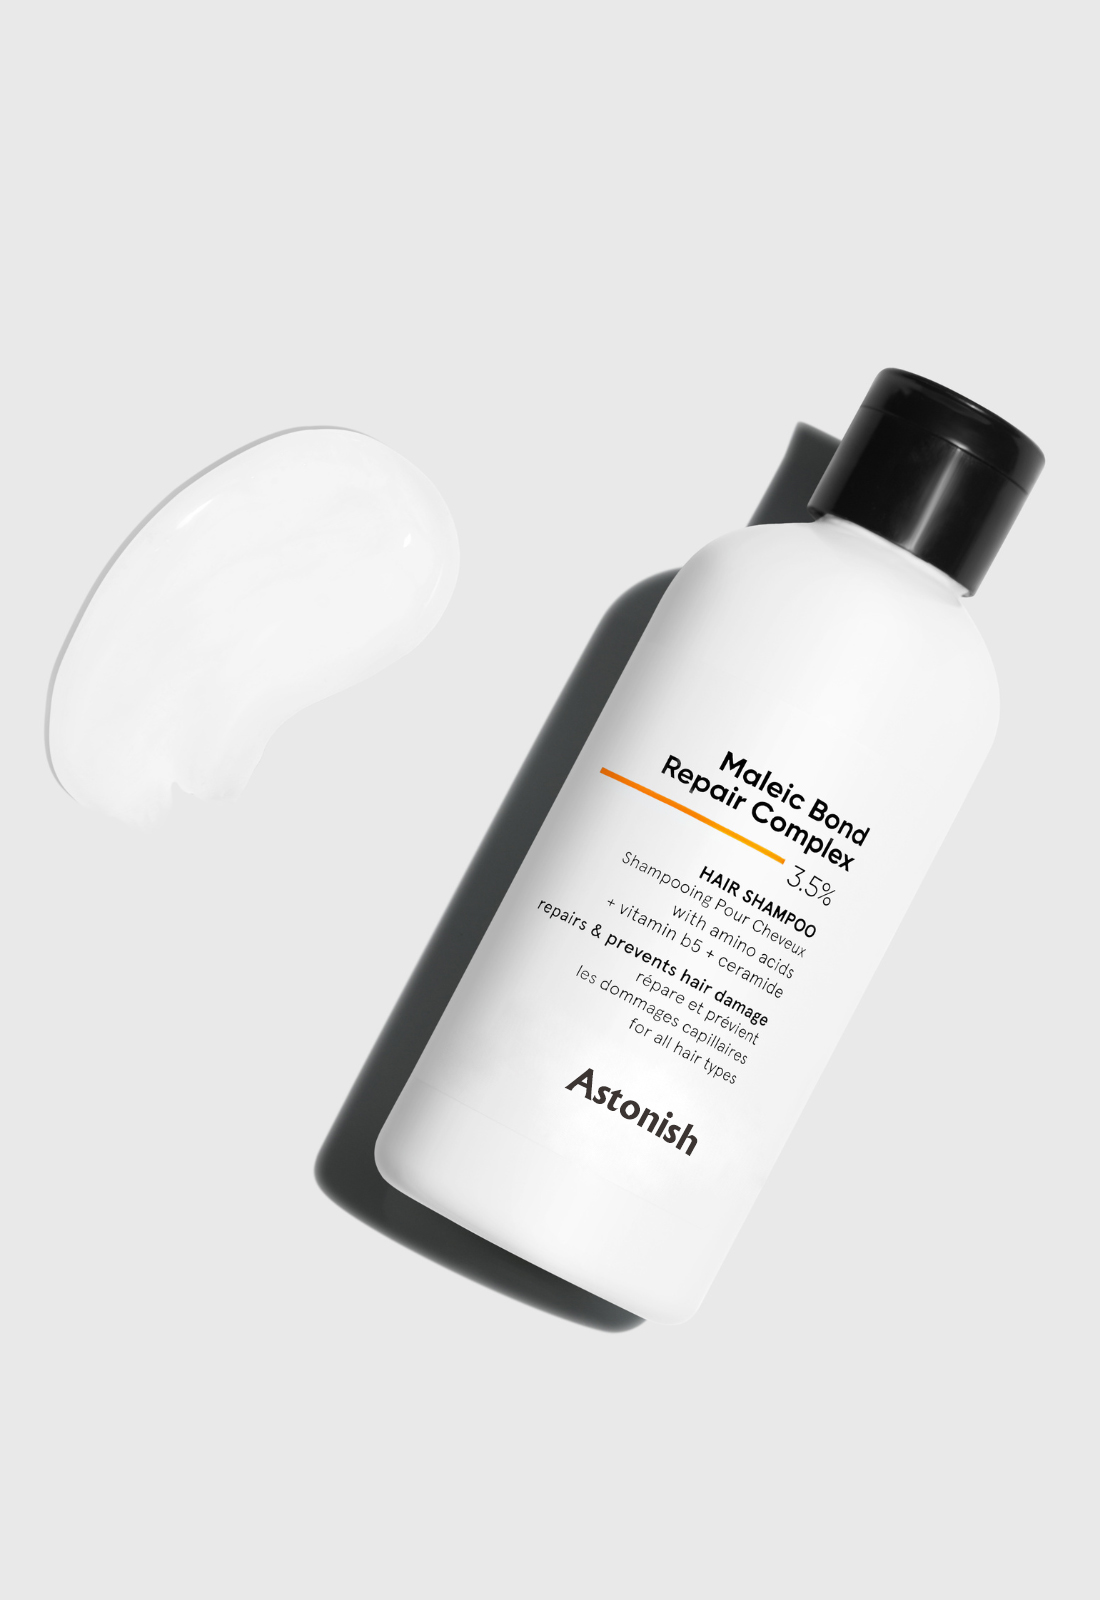 Maleic Bond
Repair Complex
3.5%
HAIR SHAMPOO
Shampooing Pour Cheveux
with amino acids
+ vitamin b5 + ceramide
repairs & prevents hair damage
répare et prévient
les dommages capillaires
for all hair types
Astonish